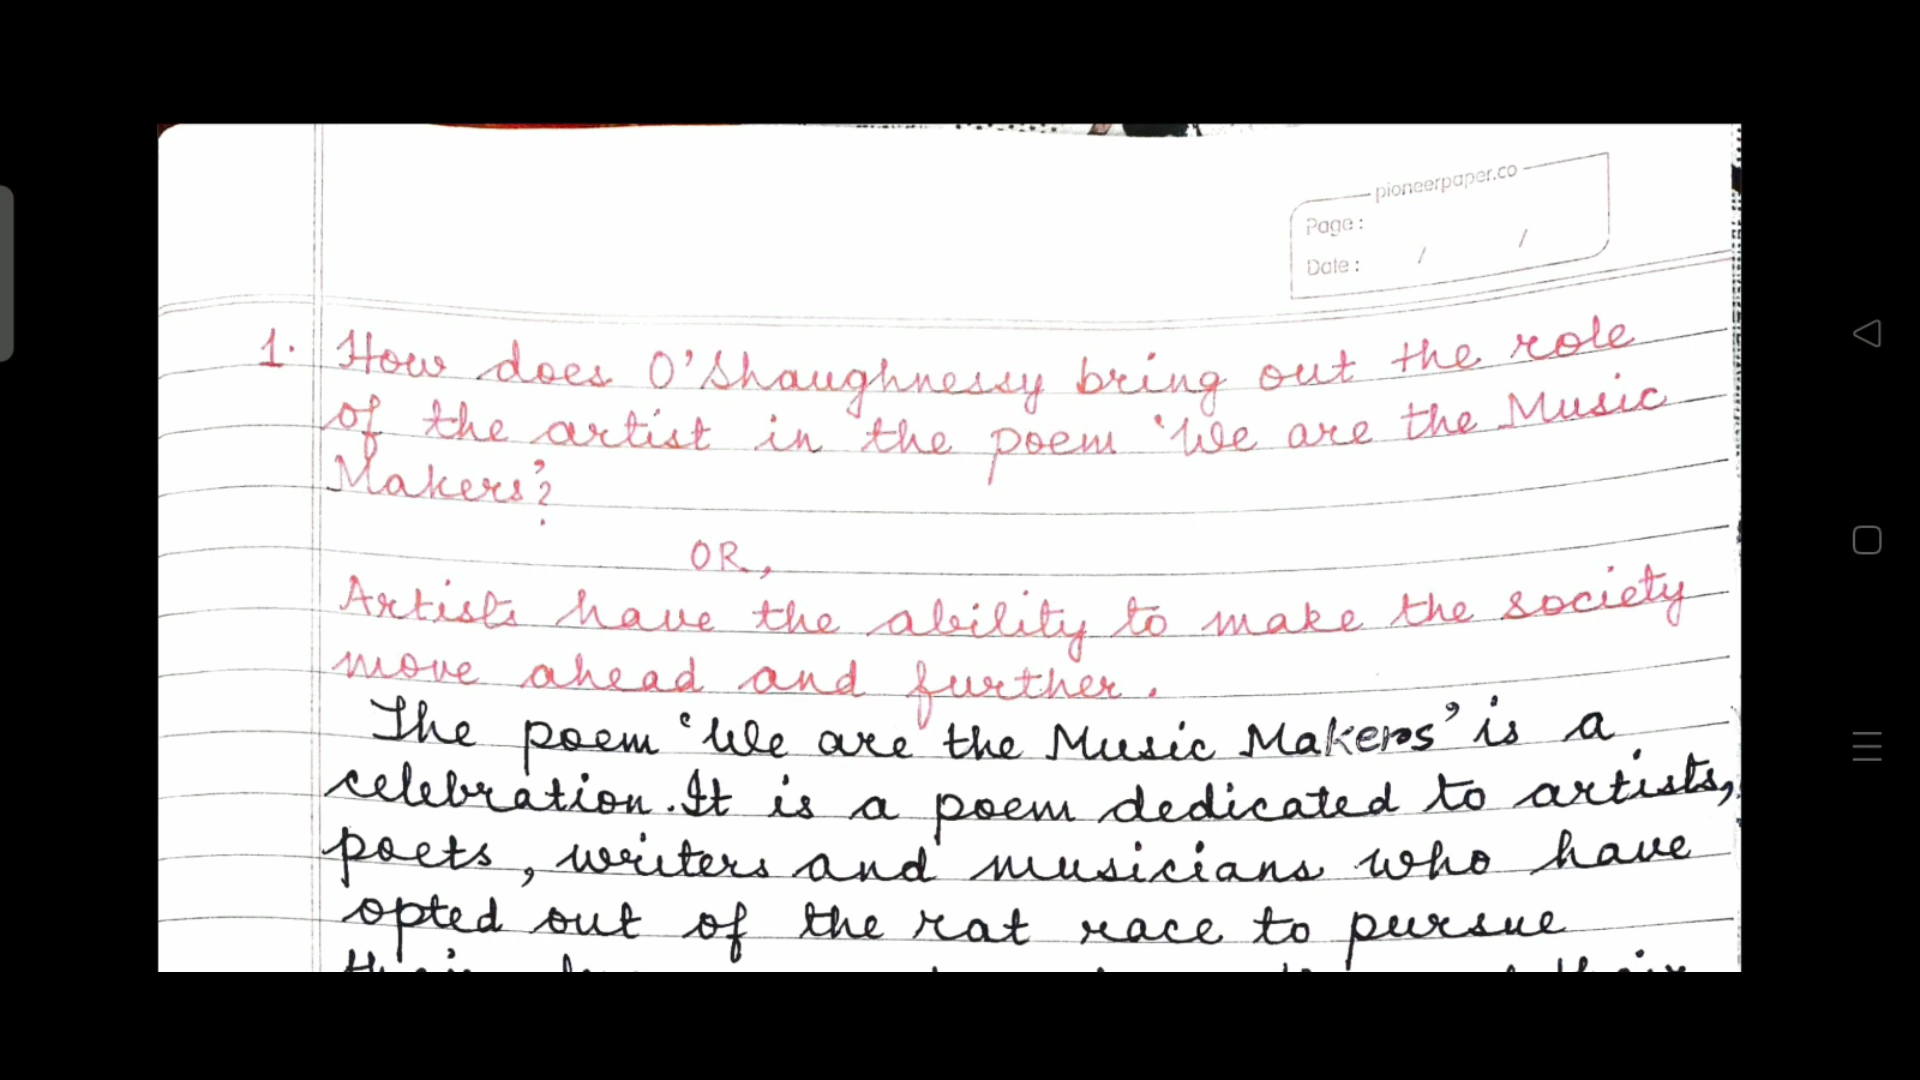 pioneerpaper.co
Page :
Date : / /
1. How does O'Shaughnessy bring out the role
of the artist in the poem 'We are the Music
Makers'?
OR,
Artists have the ability to make the society
move ahead and further.
The poem 'We are the Music Makers' is a
celebration. It is a poem dedicated to artists,
poets, writers and musicians who have
opted out of the rat race to pursue